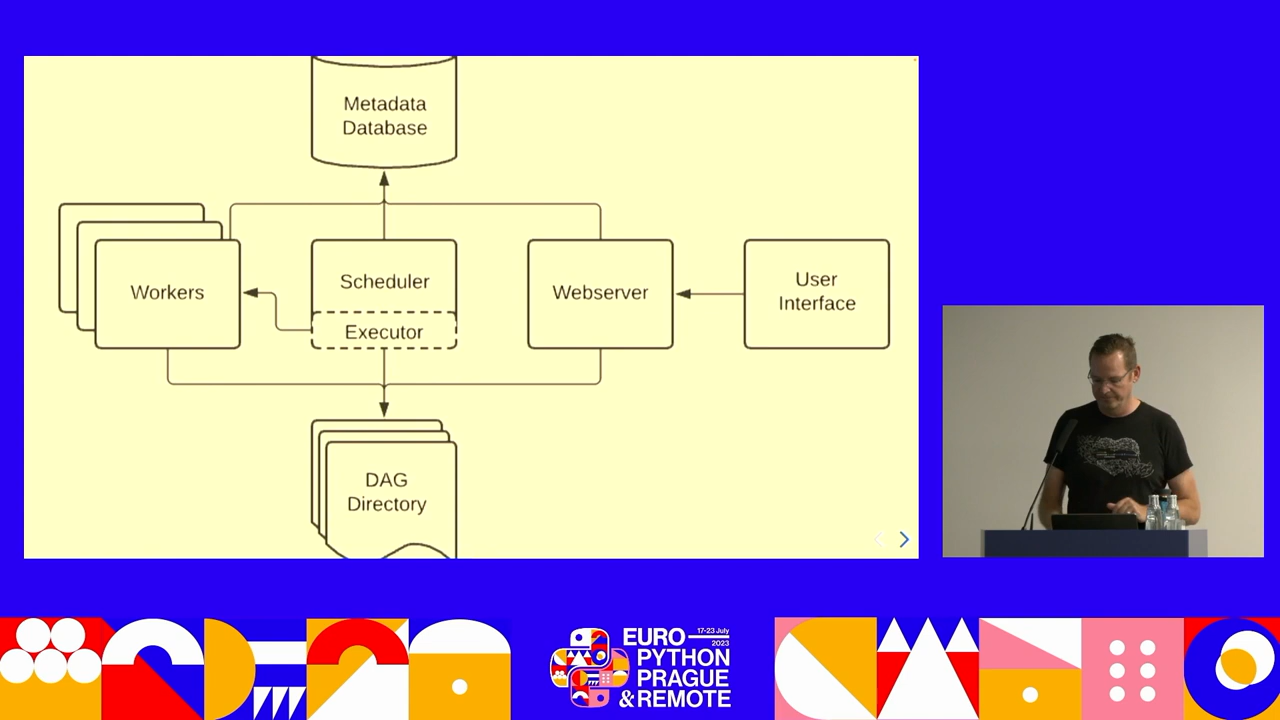 Metadata
Database
Workers
Scheduler
Executor
Webserver
User
Interface
DAG
Directory
EURO
17-23 July
2023
PYTHON
PRAGUE
& REMOTE